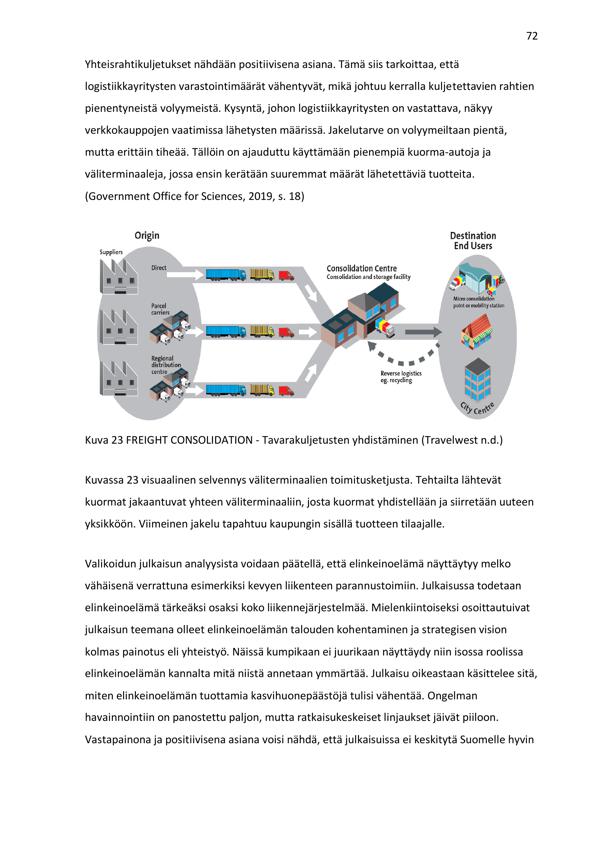 72
Yhteisrahtikuljetukset nähdään positiivisena asiana. Tämä siis tarkoittaa, että
logistiikkayritysten varastointimäärät vähentyvät, mikä johtuu kerralla kuljetettavien rahtien
pienentyneistä volyymeistä. Kysyntä, johon logistiikkayritysten on vastattava, näkyy
verkkokauppojen vaatimissa lähetysten määrissä. Jakelutarve on volyymeiltaan pientä,
mutta erittäin tiheää. Tällöin on ajauduttu käyttämään pienempiä kuorma-autoja ja
väliterminaaleja, jossa ensin kerätään suuremmat määrät lähetettäviä tuotteita.
(Government Office for Sciences, 2019, s. 18)
Origin
Suppliers
Direct
Parcel
carriers
Regional
distribution
centre
Consolidation Centre
Consolidation and storage facility
Reverse logistics
eg. recycling
Destination
End Users
Micro consolidation
point or mobility station
City Centre
Kuva 23 FREIGHT CONSOLIDATION - Tavarakuljetusten yhdistäminen (Travelwest n.d.)
Kuvassa 23 visuaalinen selvennys väliterminaalien toimitusketjusta. Tehtailta lähtevät
kuormat jakaantuvat yhteen väliterminaaliin, josta kuormat yhdistellään ja siirretään uuteen
yksikköön. Viimeinen jakelu tapahtuu kaupungin sisällä tuotteen tilaajalle.
Valikoidun julkaisun analyysista voidaan päätellä, että elinkeinoelämä näyttäytyy melko
vähäisenä verrattuna esimerkiksi kevyen liikenteen parannustoimiin. Julkaisussa todetaan
elinkeinoelämä tärkeäksi osaksi koko liikennejärjestelmää. Mielenkiintoiseksi osoittautuivat
julkaisun teemana olleet elinkeinoelämän talouden kohentaminen ja strategisen vision
kolmas painotus eli yhteistyö. Näissä kumpikaan ei juurikaan näyttäydy niin isossa roolissa
elinkeinoelämän kannalta mitä niistä annetaan ymmärtää. Julkaisu oikeastaan käsittelee sitä,
miten elinkeinoelämän tuottamia kasvihuonepäästöjä tulisi vähentää. Ongelman
havainnointiin on panostettu paljon, mutta ratkaisukeskeiset linjaukset jäivät piiloon.
Vastapainona ja positiivisena asiana voisi nähdä, että julkaisuissa ei keskitytä Suomelle hyvin